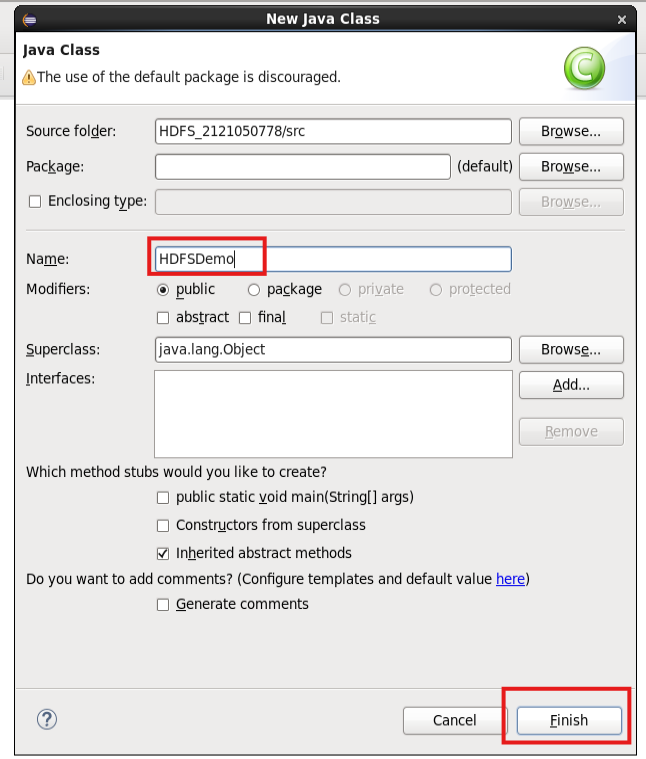 New Java Class
Java Class
The use of the default package is discouraged.
Source folder: HDFS_2121050778/src Browse...
Package: (default) Browse...
Enclosing type: Browse...
Name: HDFSDemo
Modifiers: public package private protected
abstract final static
Superclass: java.lang.Object Browse...
Interfaces: Add...
Remove
Which method stubs would you like to create?
public static void main(String[] args)
Constructors from superclass
Inherited abstract methods
Do you want to add comments? (Configure templates and default value here)
Generate comments
? Cancel Finish